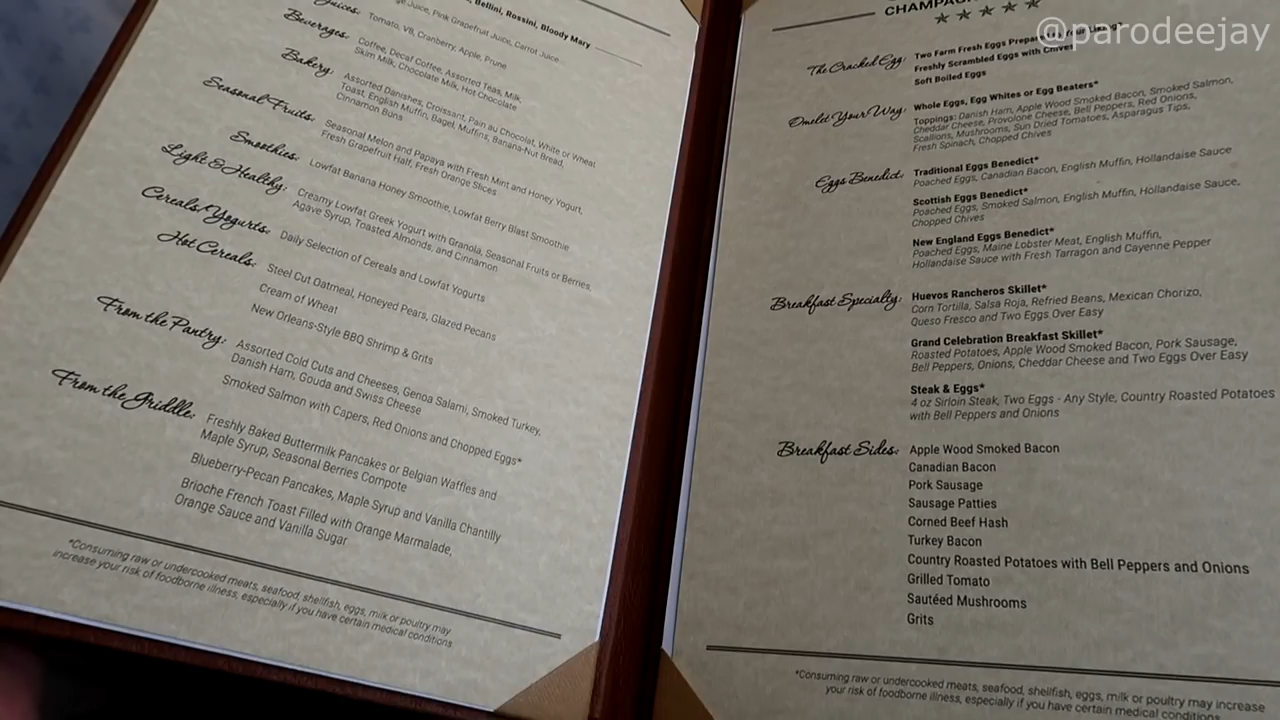 Bellini, Rossini, Bloody Mary
Juice, Pink Grapefruit Juice, Carrot Juice
Juices: Tomato, V8, Cranberry, Apple, Prune
Beverages: Coffee, Decaf Coffee, Assorted Teas, Milk,
Skim Milk, Chocolate Milk, Hot Chocolate
Bakery: Assorted Danishes, Croissant, Pain au Chocolat, White or Wheat
Toast, English Muffin, Bagel, Muffins, Banana-Nut Bread,
Cinnamon Buns
Seasonal Fruits: Seasonal Melon and Papaya with Fresh Mint and Honey Yogurt,
Fresh Grapefruit Half, Fresh Orange Slices
Smoothies: Lowfat Banana Honey Smoothie, Lowfat Berry Blast Smoothie
Light & Healthy: Creamy Lowfat Greek Yogurt with Granola, Seasonal Fruits or Berries,
Agave Syrup, Toasted Almonds, and Cinnamon
Cereals/Yogurts: Daily Selection of Cereals and Lowfat Yogurts
Hot Cereals: Steel Cut Oatmeal, Honeyed Pears, Glazed Pecans
Cream of Wheat
New Orleans-Style BBQ Shrimp & Grits
From the Pantry: Assorted Cold Cuts and Cheeses, Genoa Salami, Smoked Turkey,
Danish Ham, Gouda and Swiss Cheese
Smoked Salmon with Capers, Red Onions and Chopped Eggs*
From the Griddle: Freshly Baked Buttermilk Pancakes or Belgian Waffles and
Maple Syrup, Seasonal Berries Compote
Blueberry-Pecan Pancakes, Maple Syrup and Vanilla Chantilly
Brioche French Toast Filled with Orange Marmalade,
Orange Sauce and Vanilla Sugar
*Consuming raw or undercooked meats, seafood, shellfish, eggs, milk or poultry may
increase your risk of foodborne illness, especially if you have certain medical conditions
@parodeejay
The Cracked Egg: Two Farm Fresh Eggs
Freshly Scrambled Eggs with Chives
Soft Boiled Eggs
Omelet Your Way: Whole Eggs, Egg Whites or Egg Beaters*
Toppings: Danish Ham, Apple Wood Smoked Bacon, Smoked Salmon,
Cheddar Cheese, Provolone Cheese, Bell Peppers, Red Onions,
Scallions, Mushrooms, Sun Dried Tomatoes, Asparagus Tips,
Fresh Spinach, Chopped Chives
Eggs Benedict: Traditional Eggs Benedict*
Poached Eggs, Canadian Bacon, English Muffin, Hollandaise Sauce
Scottish Eggs Benedict*
Poached Eggs, Smoked Salmon, English Muffin, Hollandaise Sauce,
Chopped Chives
New England Eggs Benedict*
Poached Eggs, Maine Lobster Meat, English Muffin,
Hollandaise Sauce with Fresh Tarragon and Cayenne Pepper
Breakfast Specialty: Huevos Rancheros Skillet*
Corn Tortilla, Salsa Roja, Refried Beans, Mexican Chorizo,
Queso Fresco and Two Eggs Over Easy
Grand Celebration Breakfast Skillet*
Roasted Potatoes, Apple Wood Smoked Bacon, Pork Sausage,
Bell Peppers, Onions, Cheddar Cheese and Two Eggs Over Easy
Steak & Eggs*
4 oz Sirloin Steak, Two Eggs - Any Style, Country Roasted Potatoes
with Bell Peppers and Onions
Breakfast Sides: Apple Wood Smoked Bacon
Canadian Bacon
Pork Sausage
Sausage Patties
Corned Beef Hash
Turkey Bacon
Country Roasted Potatoes with Bell Peppers and Onions
Grilled Tomato
Sautéed Mushrooms
Grits
*Consuming raw or undercooked meats, seafood, shellfish, eggs, milk or poultry may increase
your risk of foodborne illness, especially if you have certain medical conditions